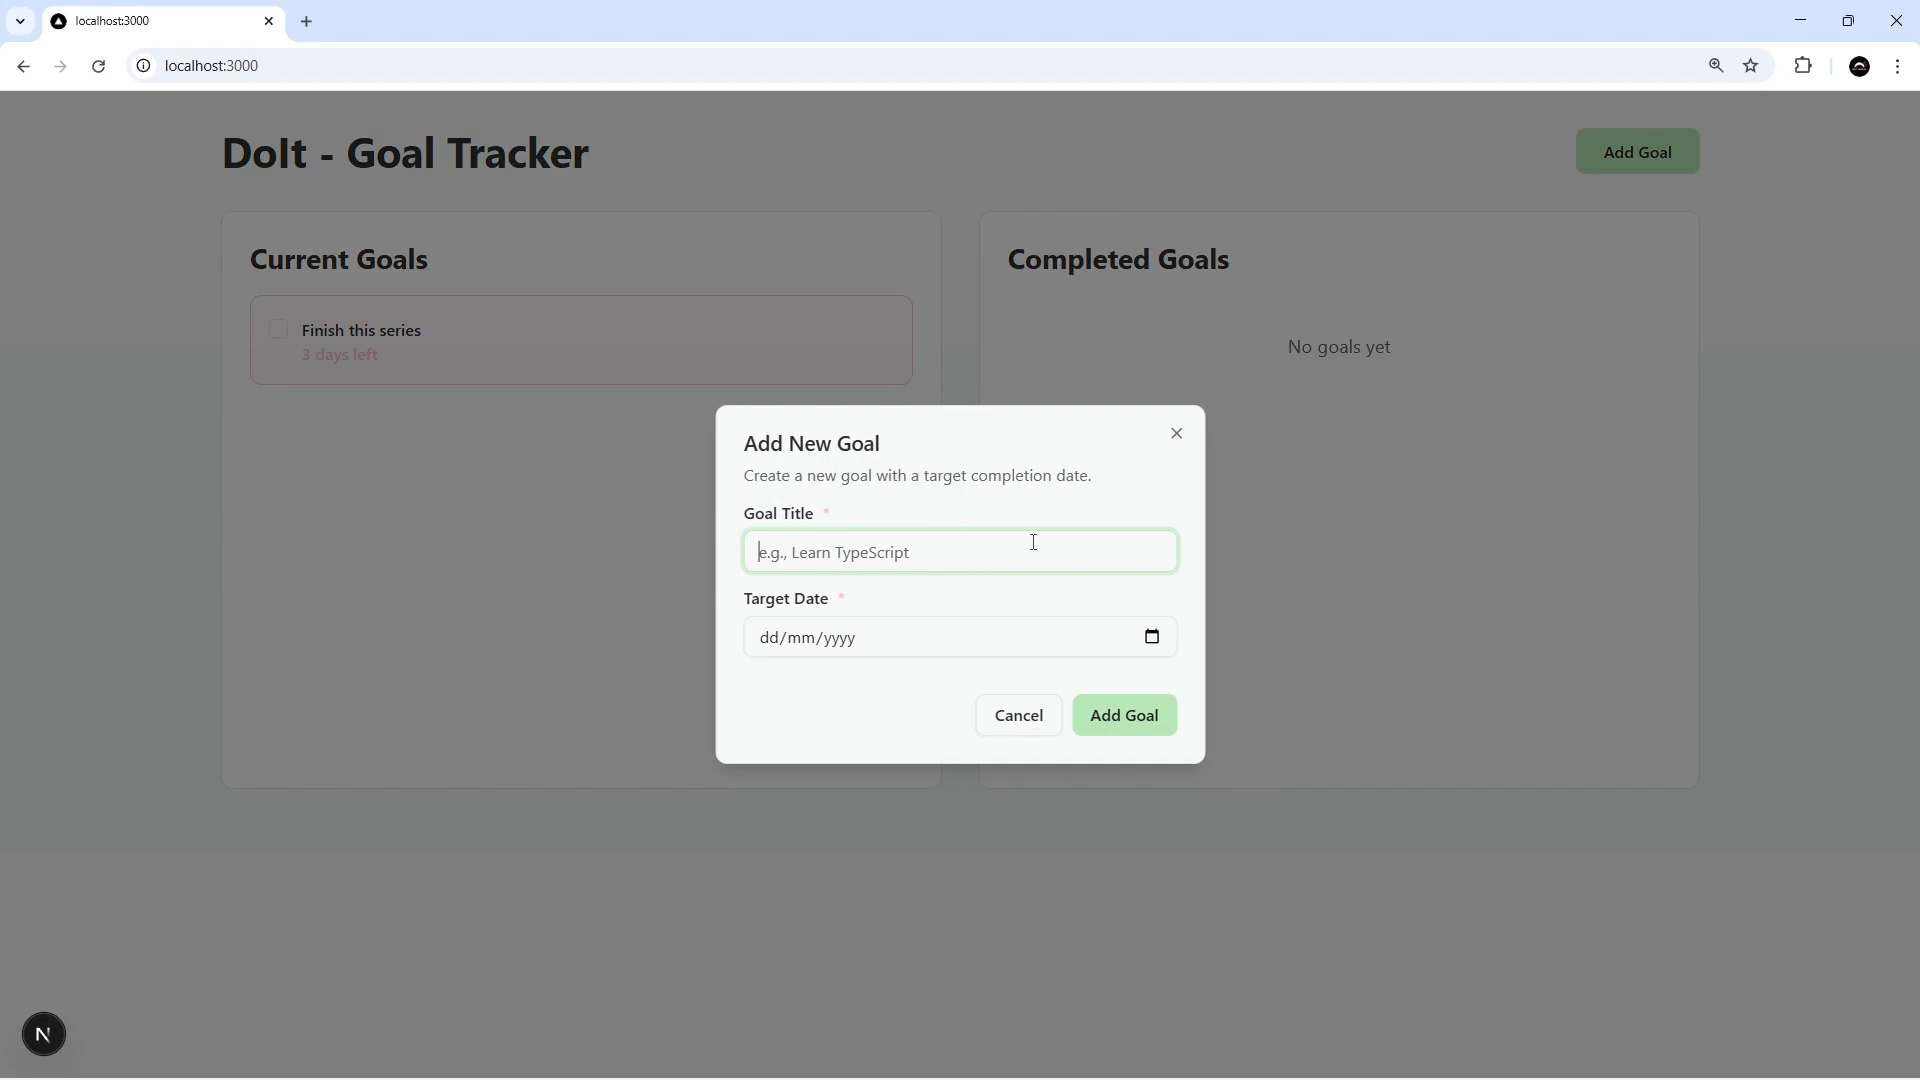 localhost:3000
localhost:3000
DoIt - Goal Tracker
Add Goal
Current Goals
Completed Goals
Finish this series
3 days left
No goals yet
Add New Goal
Create a new goal with a target completion date.
Goal Title *
e.g., Learn TypeScript
Target Date *
dd/mm/yyyy
Cancel
Add Goal
N